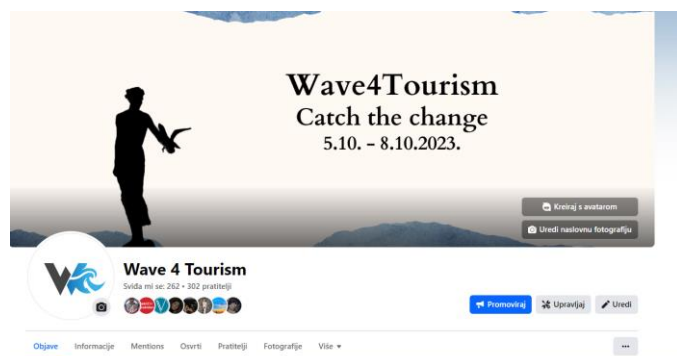 Wave4Tourism
Catch the change
5.10. - 8.10.2023.
Kreiraj s avatarom
Uredi naslovnu fotografiju
Wave 4 Tourism
Sviđa mi se: 262 • 302 pratitelji
Promoviraj Upravljaj Uredi
Objave Informacije Mentions Osvrti Pratitelji Fotografije Više